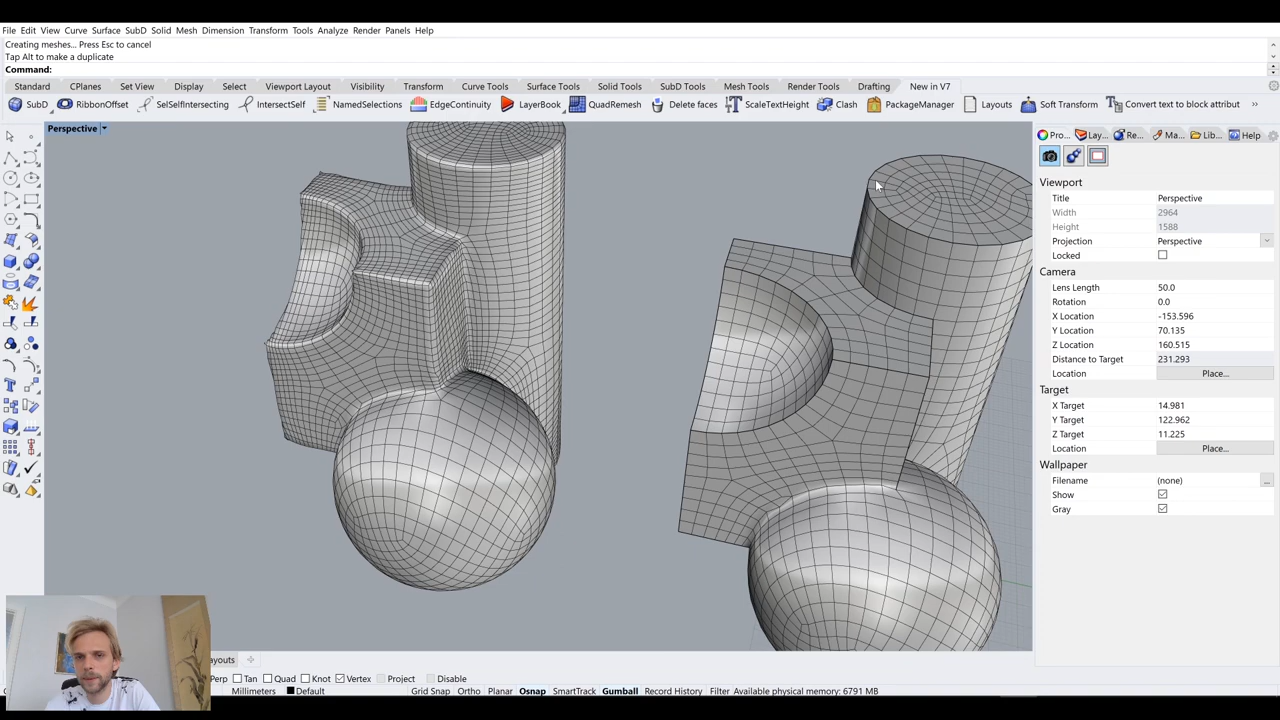 File Edit View Curve Surface SubD Solid Mesh Dimension Transform Tools Analyze Render Panels Help
Creating meshes... Press Esc to cancel
Tap Alt to make a duplicate
Command:
Standard CPlanes Set View Display Select Viewport Layout Visibility Transform Curve Tools Surface Tools Solid Tools SubD Tools Mesh Tools Render Tools Drafting New in V7
SubD RibbonOffset SelSelfIntersecting IntersectSelf NamedSelections EdgeContinuity LayerBook QuadRemesh Delete faces ScaleTextHeight Clash PackageManager Layouts Soft Transform Convert text to block attribut »
Perspective
Pro... Lay... Re... Ma... Lib... Help
Viewport
Title Perspective
Width 2964
Height 1588
Projection Perspective
Locked
Camera
Lens Length 50.0
Rotation 0.0
X Location -153.596
Y Location 70.135
Z Location 160.515
Distance to Target 231.293
Location Place...
Target
X Target 14.981
Y Target 122.962
Z Target 11.225
Location Place...
Wallpaper
Filename (none) ...
Show
Gray
ayouts
Perp Tan Quad Knot Vertex Project Disable
Millimeters Default Grid Snap Ortho Planar Osnap SmartTrack Gumball Record History Filter Available physical memory: 6791 MB